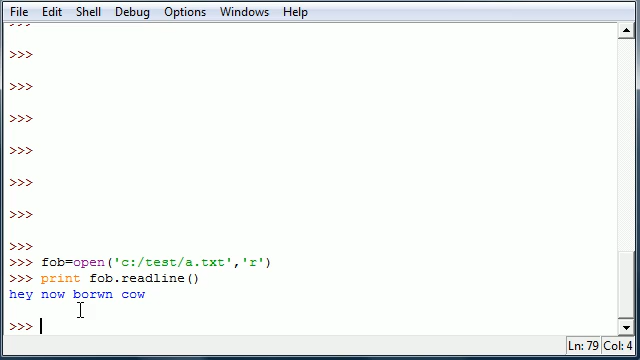 File Edit Shell Debug Options Windows Help
>>>
>>>
>>>
>>>
>>>
>>>
>>>
>>>
>>> fob=open('c:/test/a.txt','r')
>>> print fob.readline()
hey now borwn cow
>>>
Ln: 79 Col: 4